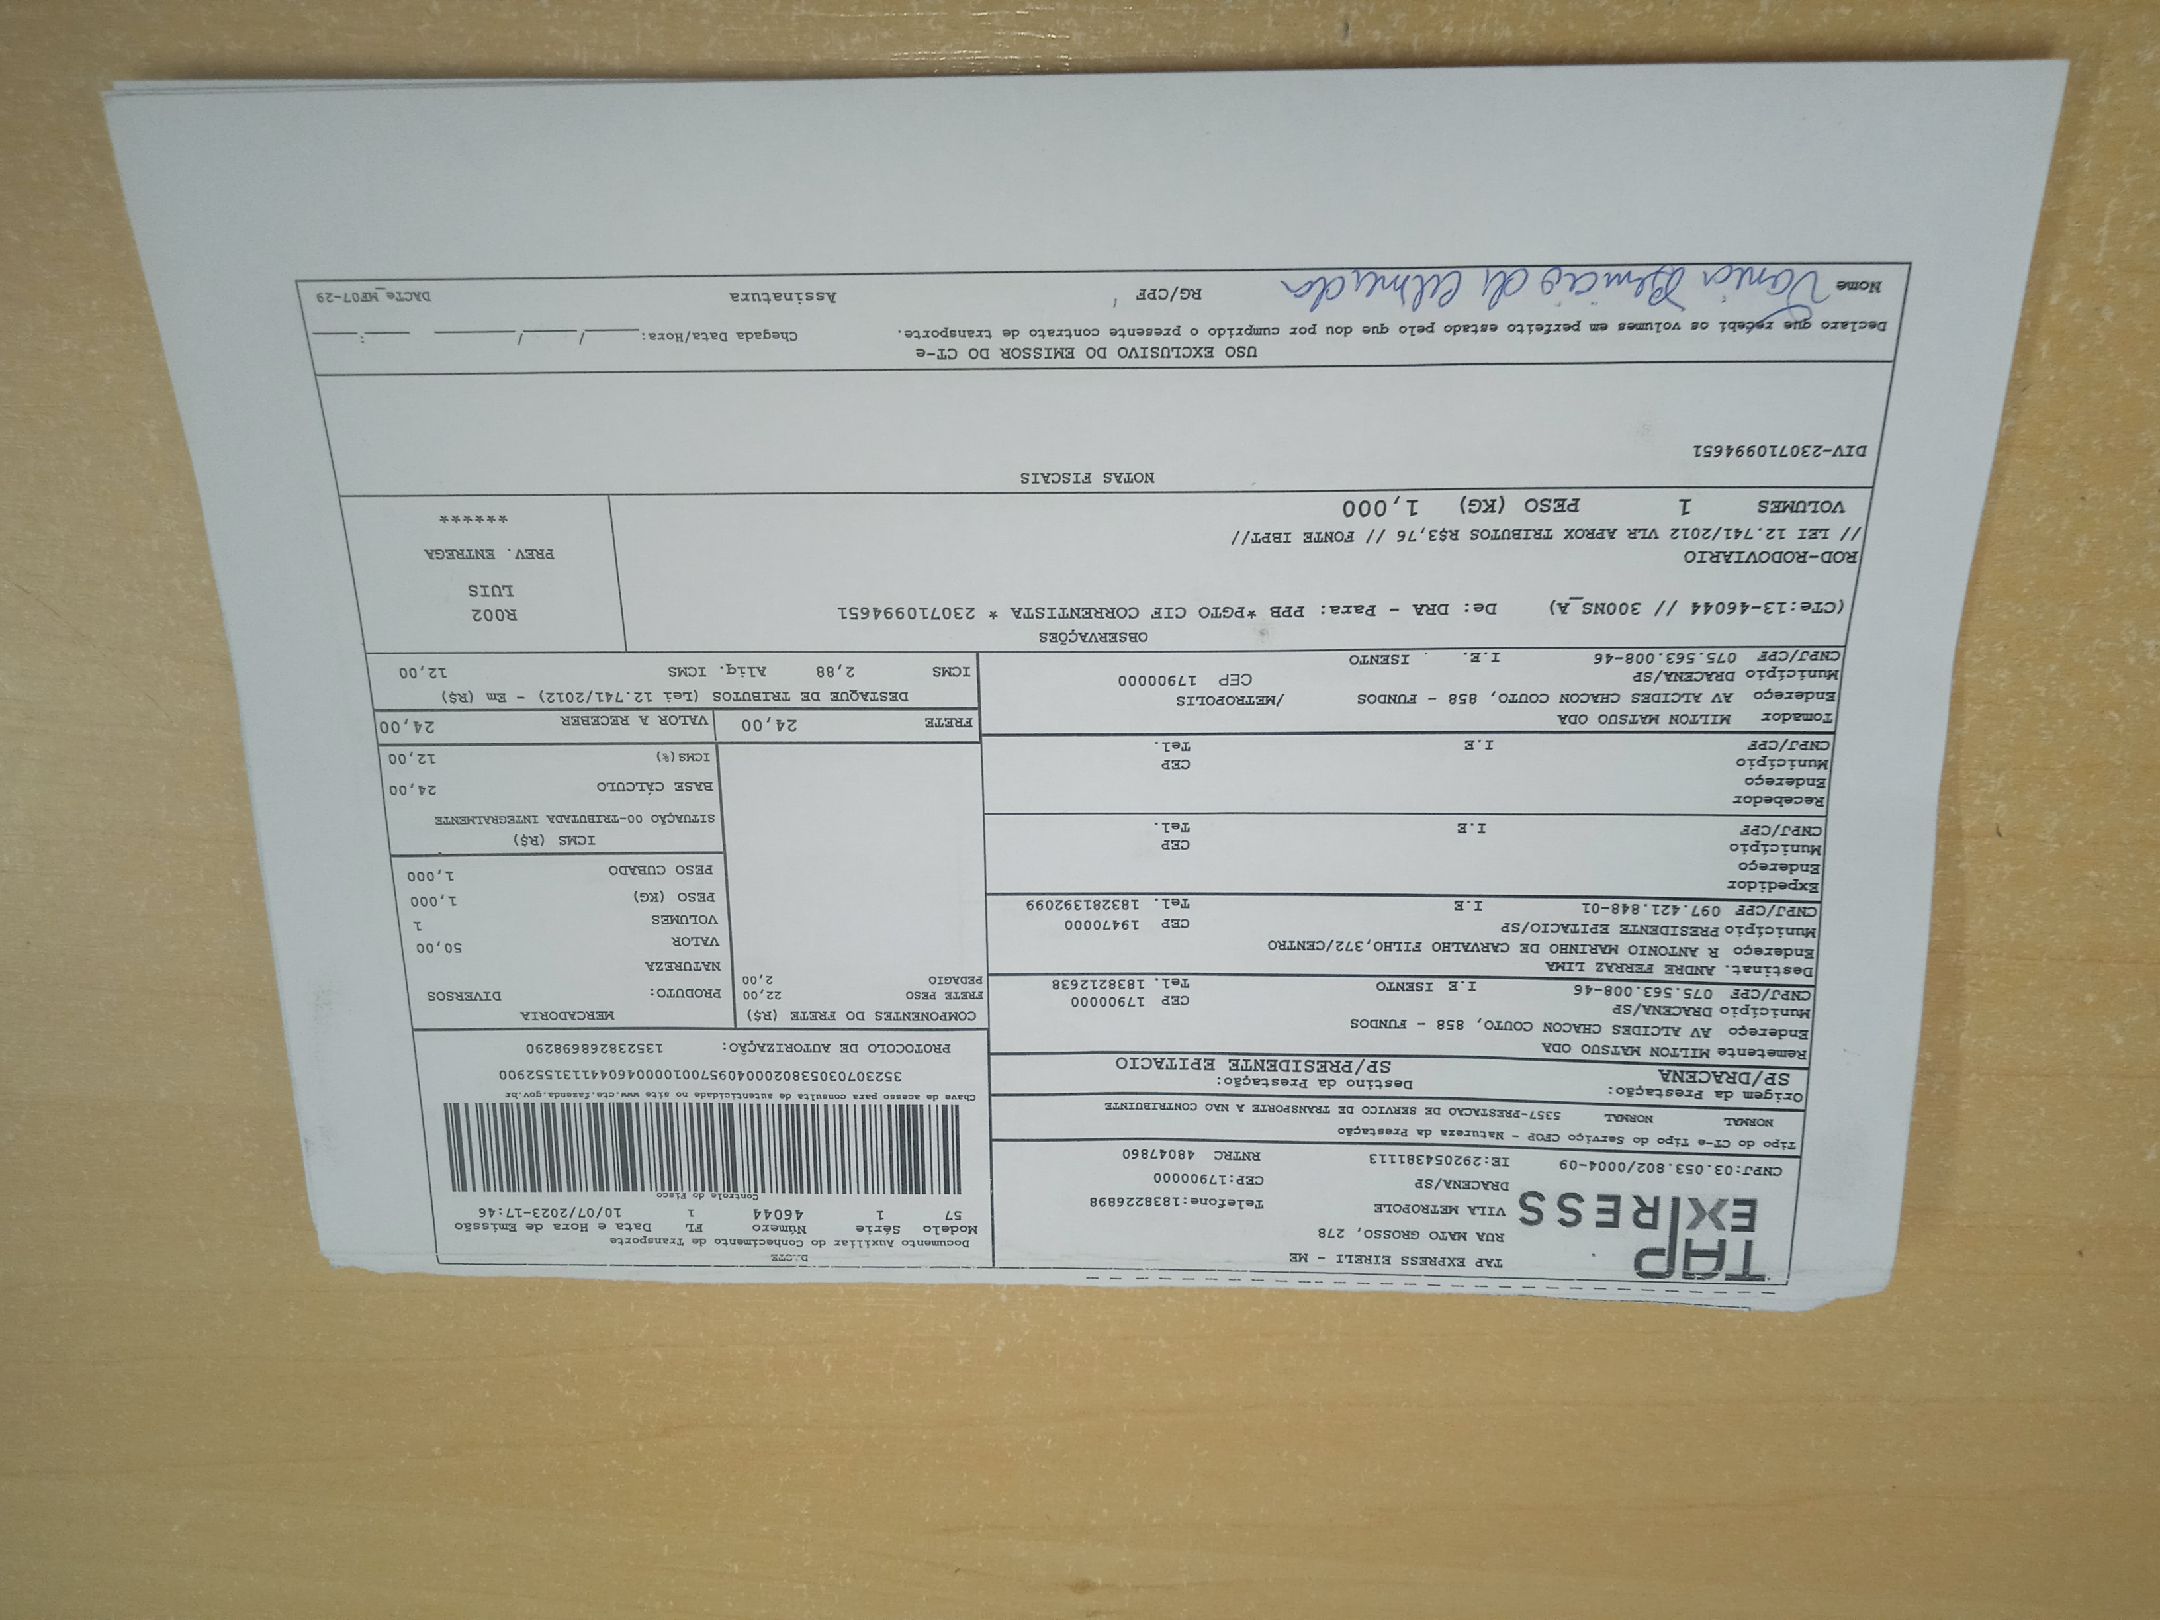 TAP
EXPRESS
TAP EXPRESS EIRELI - ME
RUA MATO GROSSO, 278
VILA METROPOLE Telefone:1838226898
DRACENA/SP CEP:17900000
CNPJ:03.053.802/0004-09 IE:292054381113 RNTRC 48047860
DACTE
Documento Auxiliar do Conhecimento de Transporte
Modelo Série Número FL Data e Hora de Emissão
57 1 46044 1 10/07/2023-17:46
Controle do Fisco
Chave de acesso para consulta de autenticidade no site www.cte.fazenda.gov.br
PROTOCOLO DE AUTORIZAÇÃO: 135238268698290
Tipo do CT-e Tipo do Serviço CFOP - Natureza da Prestação
NORMAL NORMAL 5357-PRESTACAO DE SERVICO DE TRANSPORTE A NAO CONTRIBUINTE
Origem da Prestação: Destino da Prestação:
SP/DRACENA SP/PRESIDENTE EPITACIO
Remetente MILTON MATSUO ODA
Endereço AV ALCIDES CHACON COUTO, 858 - FUNDOS
Município DRACENA/SP CEP 17900000
CNPJ/CPF 075.563.008-46 I.E ISENTO Tel. 1838212638
Destinat. ANDRE FERRAZ LIMA
Endereço R ANTONIO MARINHO DE CARVALHO FILHO,372/CENTRO
Município PRESIDENTE EPITACIO/SP CEP 19470000
CNPJ/CPF 097.421.848-01 I.E Tel. 183281392099
Expedidor
Endereço
Município CEP
CNPJ/CPF I.E Tel.
Recebedor
Endereço
Município CEP
CNPJ/CPF I.E Tel.
Tomador MILTON MATSUO ODA
Endereço AV ALCIDES CHACON COUTO, 858 - FUNDOS /METROPOLIS
Município DRACENA/SP CEP 17900000
CNPJ/CPF 075.563.008-46 I.E. ISENTO
COMPONENTES DO FRETE (R$)
FRETE PESO 22,00
PEDAGIO 2,00
MERCADORIA
PRODUTO: DIVERSOS
NATUREZA
VALOR 50,00
VOLUMES 1
PESO (KG) 1,000
PESO CUBADO 1,000
ICMS (R$)
SITUAÇÃO 00-TRIBUTADA INTEGRALMENTE
BASE CÁLCULO 24,00
ICMS(%) 12,00
FRETE 24,00 VALOR A RECEBER 24,00
DESTAQUE DE TRIBUTOS (Lei 12.741/2012) - Em (R$)
ICMS 2,88 Aliq. ICMS 12,00
OBSERVAÇÕES
(CTe:13-46044 // 300NS_A) De: DRA - Para: PPB *PGTO CIF CORRENTISTA * 230710994651
ROD-RODOVIARIO
// LEI 12.741/2012 VLR APROX TRIBUTOS R$3,76 // FONTE IBPT//
VOLUMES 1 PESO (KG) 1,000
R002
LUIS
PREV. ENTREGA
******
NOTAS FISCAIS
DIV-230710994651
USO EXCLUSIVO DO EMISSOR DO CT-e
Declaro que recebi os volumes em perfeito estado pelo que dou por cumprido o presente contrato de transporte. Chegada Data/Hora: ____/____/____ ____:____
Nome Vania de Almeida RG/CPF Assinatura DACTe_MF07-29